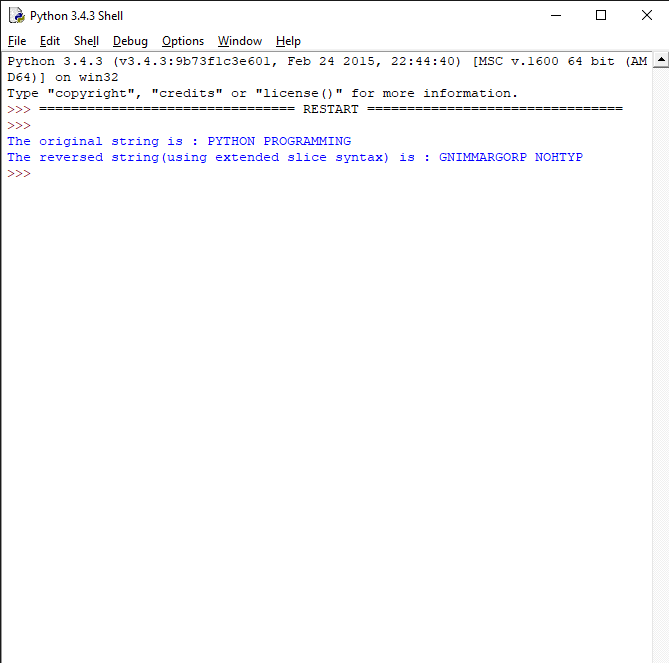 Python 3.4.3 Shell
File Edit Shell Debug Options Window Help
Python 3.4.3 (v3.4.3:9b73f1c3e601, Feb 24 2015, 22:44:40) [MSC v.1600 64 bit (AM
D64)] on win32
Type "copyright", "credits" or "license()" for more information.
>>> ================================ RESTART ================================
>>>
The original string is : PYTHON PROGRAMMING
The reversed string(using extended slice syntax) is : GNIMMARGORP NOHTYP
>>>